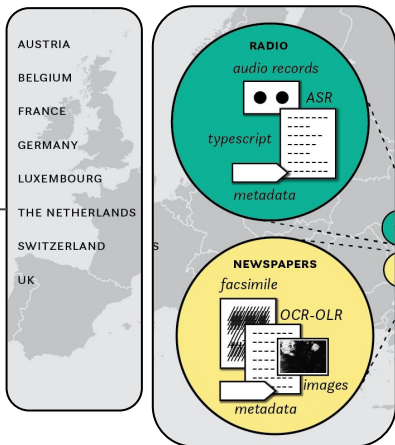 AUSTRIA
BELGIUM
FRANCE
GERMANY
LUXEMBOURG
THE NETHERLANDS
SWITZERLAND
UK
S
RADIO
audio records
ASR
typescript
metadata
NEWSPAPERS
facsimile
OCR-OLR
images
metadata